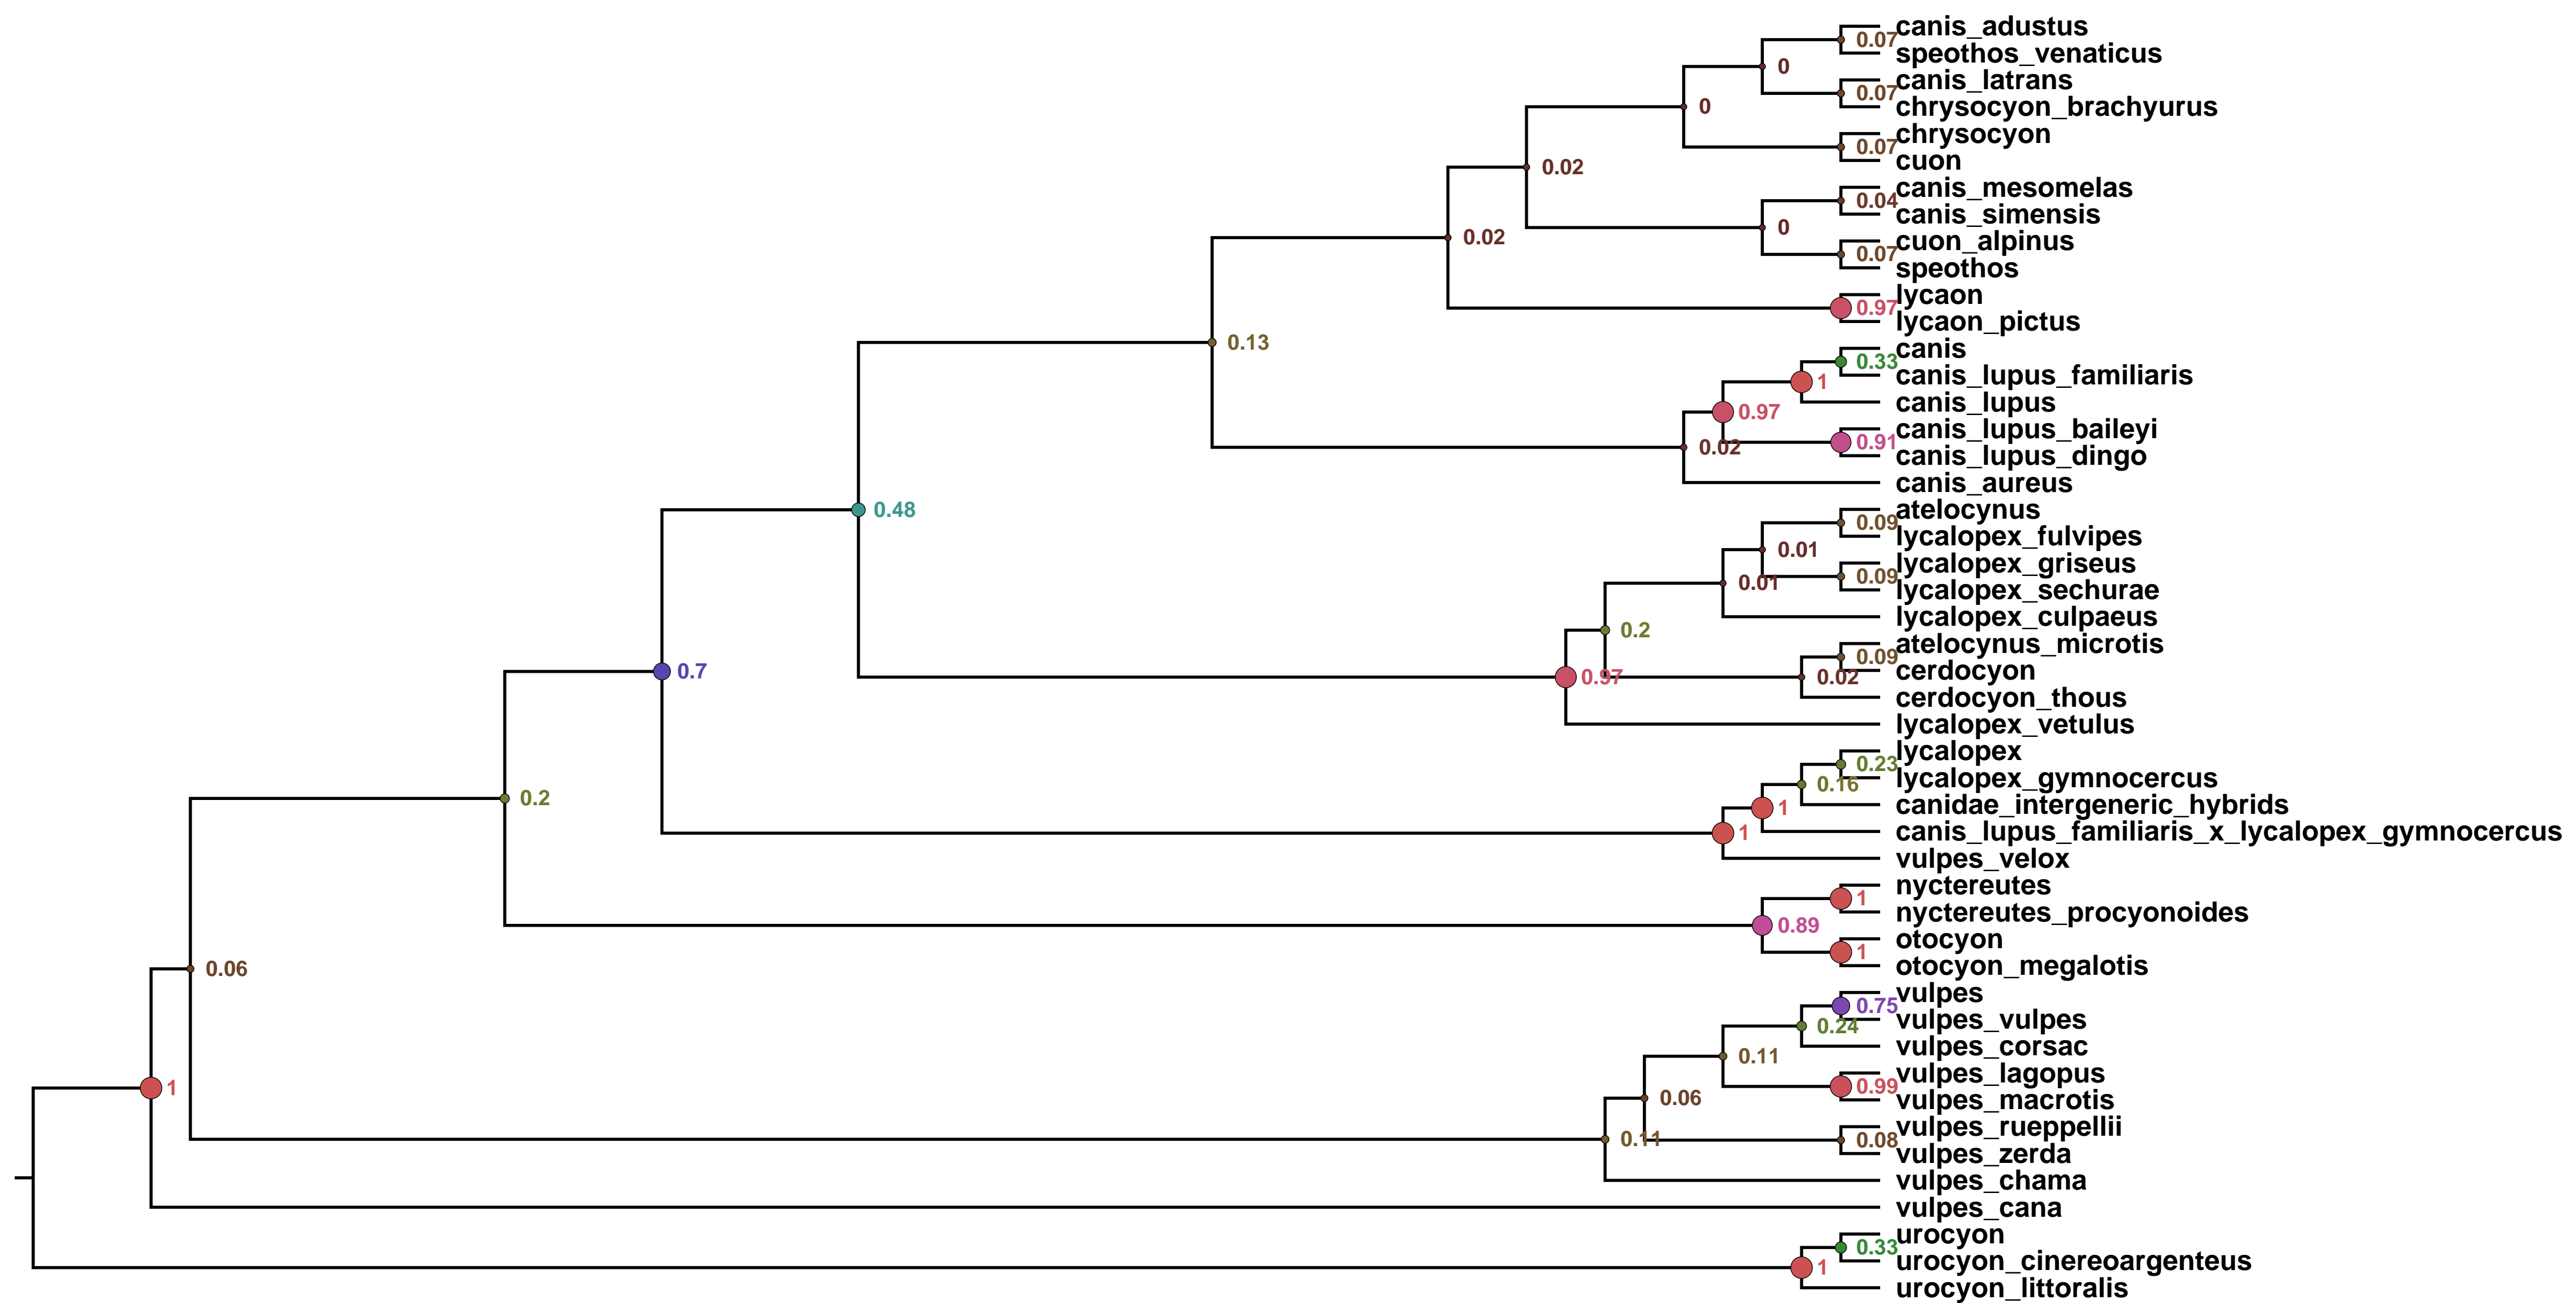 canis_adustus
0.07
speothos_venaticus
0
canis_latrans
0.07
chrysocyon_brachyurus
0
chrysocyon
0.07
cuon
0.02
canis_mesomelas
0.04
canis_simensis
0
cuon_alpinus
0.07
speothos
0.02
lycaon
0.97
lycaon_pictus
0.13
canis
0.33
canis_lupus_familiaris
1
canis_lupus
0.97
canis_lupus_baileyi
0.91
0.02
canis_lupus_dingo
canis_aureus
0.48
atelocynus
0.09
lycalopex_fulvipes
0.01
lycalopex_griseus
0.09
0.01
lycalopex_sechurae
lycalopex_culpaeus
0.2
atelocynus_microtis
0.09
cerdocyon
0.7
0.97
0.02
cerdocyon_thous
lycalopex_vetulus
lycalopex
0.23
lycalopex_gymnocercus
0.16
0.2
canidae_intergeneric_hybrids
1
canis_lupus_familiaris_x_lycalopex_gymnocercus
1
vulpes_velox
nyctereutes
1
nyctereutes_procyonoides
0.89
otocyon
1
otocyon_megalotis
0.06
vulpes
0.75
vulpes_vulpes
0.24
vulpes_corsac
0.11
vulpes_lagopus
0.99
1
vulpes_macrotis
0.06
vulpes_rueppellii
0.11
0.08
vulpes_zerda
vulpes_chama
vulpes_cana
urocyon
0.33
urocyon_cinereoargenteus
1
urocyon_littoralis